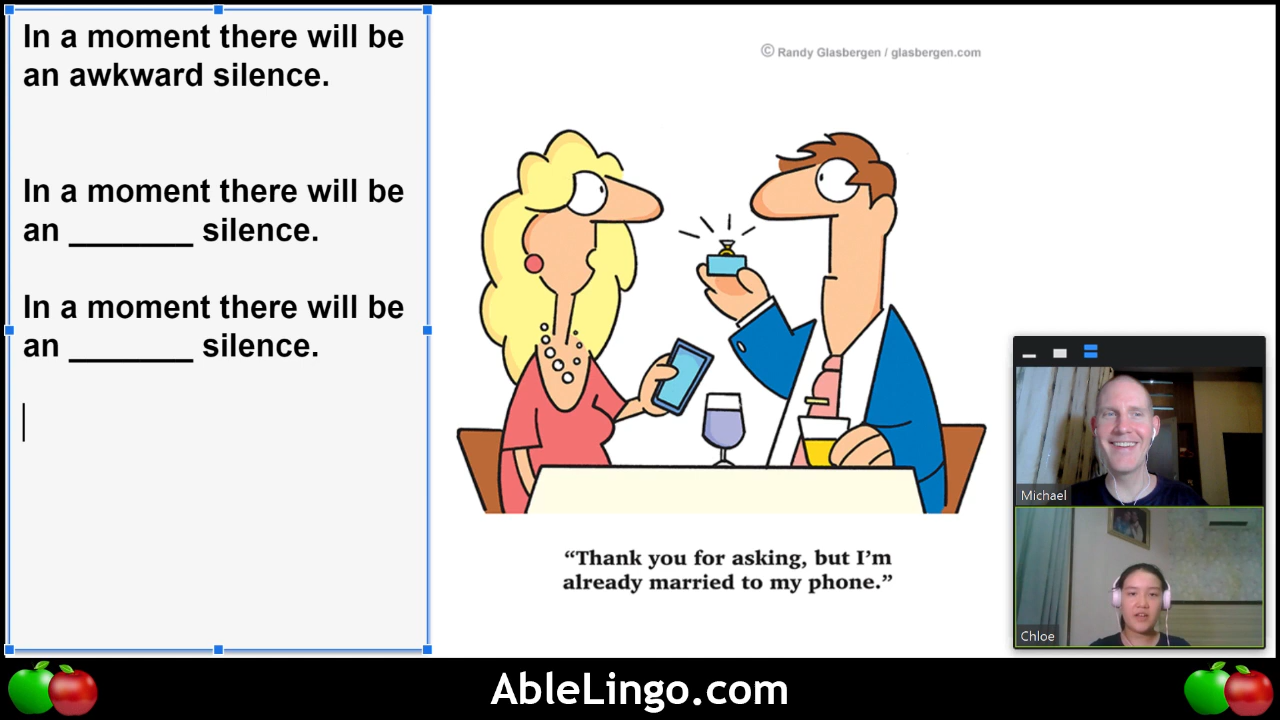 In a moment there will be
an awkward silence.
In a moment there will be
an _______ silence.
In a moment there will be
an _______ silence.
© Randy Glasbergen / glasbergen.com
“Thank you for asking, but I’m
already married to my phone.”
Michael
Chloe
AbleLingo.com